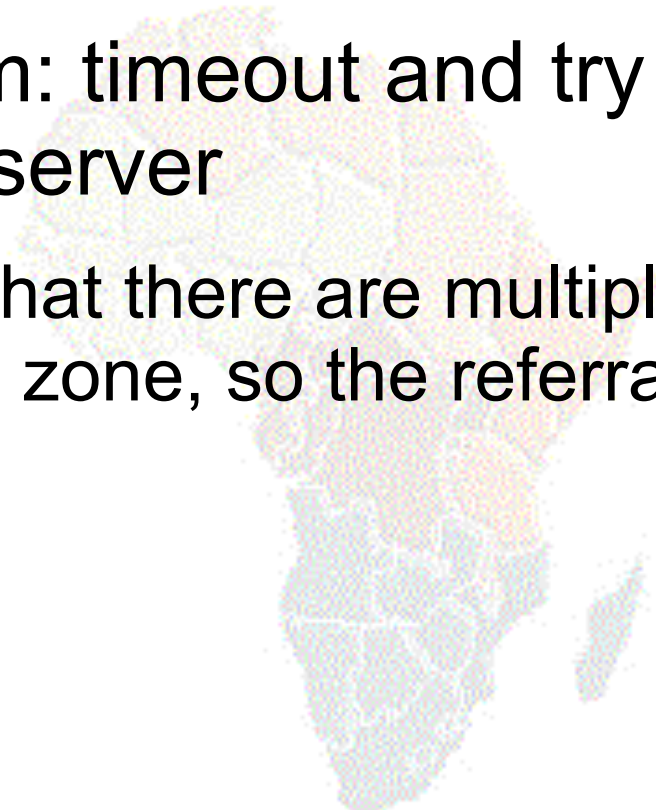 m: timeout and try
server
hat there are multipl
zone, so the referra